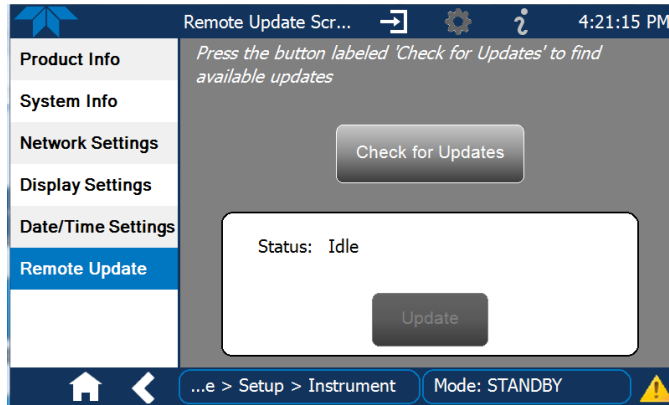 Remote Update Scr... 4:21:15 PM
Product Info
System Info
Network Settings
Display Settings
Date/Time Settings
Remote Update
Press the button labeled 'Check for Updates' to find
available updates
Check for Updates
Status: Idle
Update
...e > Setup > Instrument Mode: STANDBY